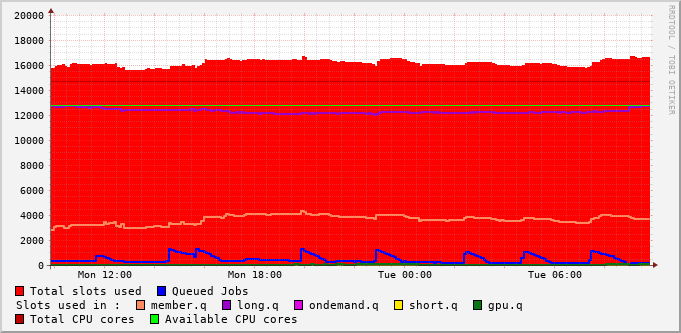 20000
18000
16000
14000
12000
10000
8000
6000
4000
2000
0
Mon 12:00 Mon 18:00 Tue 00:00 Tue 06:00
RRDTOOL / TOBI OETIKER
Total slots used Queued Jobs
Slots used in : member.q long.q ondemand.q short.q gpu.q
Total CPU cores Available CPU cores